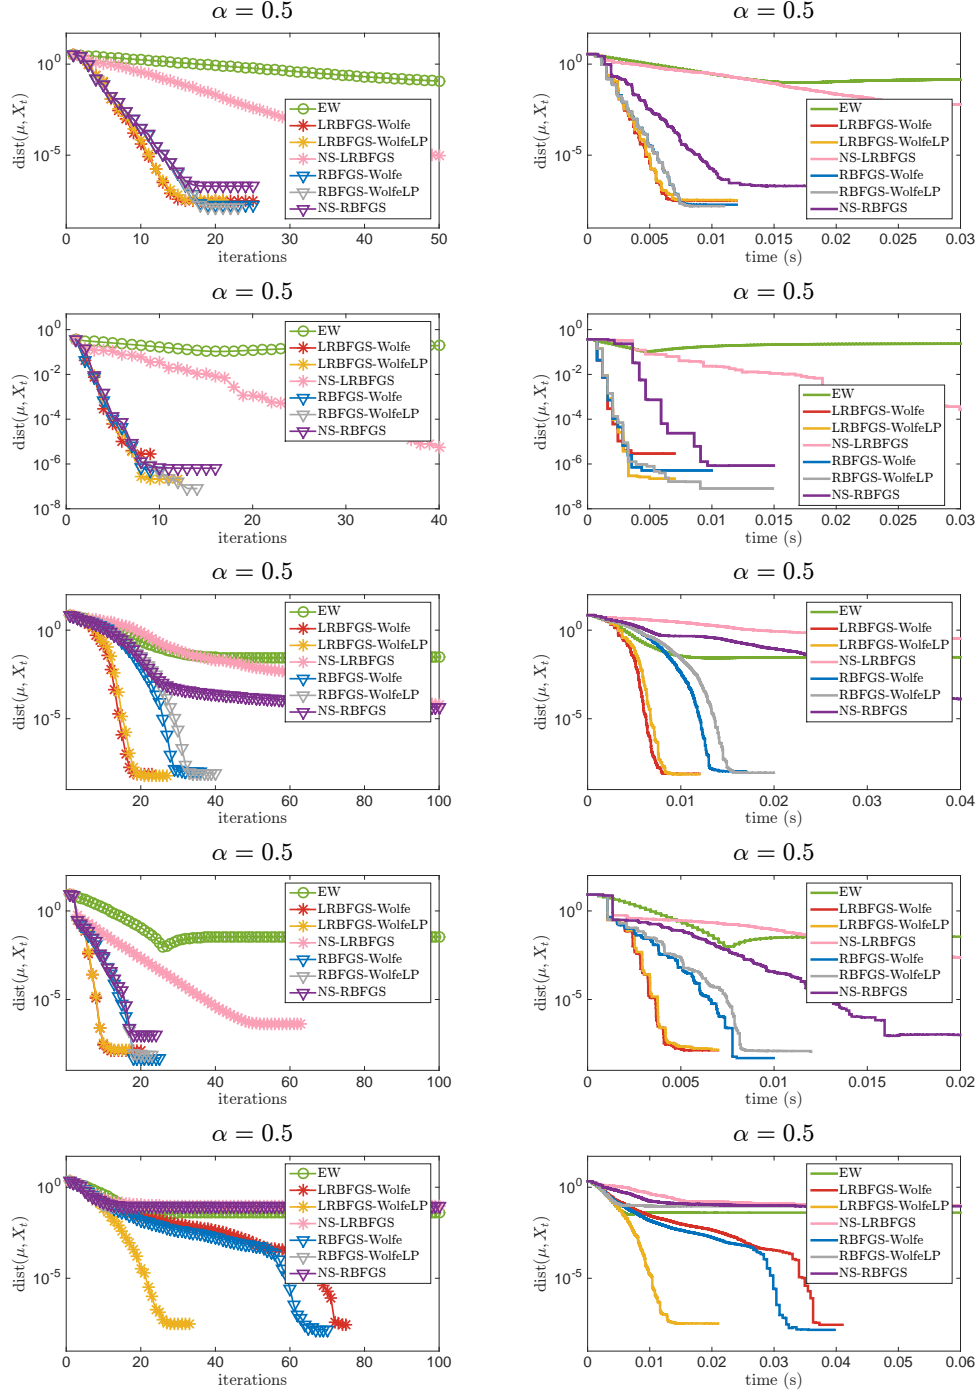 α = 0.5
dist(μ, X_t)
10^0
10^-5
0 10 20 30 40 50
iterations
EW
LRBFGS-Wolfe
LRBFGS-WolfeLP
NS-LRBFGS
RBFGS-Wolfe
RBFGS-WolfeLP
NS-RBFGS
α = 0.5
dist(μ, X_t)
10^0
10^-5
0 0.005 0.01 0.015 0.02 0.025 0.03
time (s)
EW
LRBFGS-Wolfe
LRBFGS-WolfeLP
NS-LRBFGS
RBFGS-Wolfe
RBFGS-WolfeLP
NS-RBFGS
α = 0.5
dist(μ, X_t)
10^0
10^-2
10^-4
10^-6
10^-8
0 10 20 30 40
iterations
EW
LRBFGS-Wolfe
LRBFGS-WolfeLP
NS-LRBFGS
RBFGS-Wolfe
RBFGS-WolfeLP
NS-RBFGS
α = 0.5
dist(μ, X_t)
10^0
10^-2
10^-4
10^-6
10^-8
0 0.005 0.01 0.015 0.02 0.025 0.03
time (s)
EW
LRBFGS-Wolfe
LRBFGS-WolfeLP
NS-LRBFGS
RBFGS-Wolfe
RBFGS-WolfeLP
NS-RBFGS
α = 0.5
dist(μ, X_t)
10^0
10^-5
20 40 60 80 100
iterations
EW
LRBFGS-Wolfe
LRBFGS-WolfeLP
NS-LRBFGS
RBFGS-Wolfe
RBFGS-WolfeLP
NS-RBFGS
α = 0.5
dist(μ, X_t)
10^0
10^-5
0 0.01 0.02 0.03 0.04
time (s)
EW
LRBFGS-Wolfe
LRBFGS-WolfeLP
NS-LRBFGS
RBFGS-Wolfe
RBFGS-WolfeLP
NS-RBFGS
α = 0.5
dist(μ, X_t)
10^0
10^-5
20 40 60 80 100
iterations
EW
LRBFGS-Wolfe
LRBFGS-WolfeLP
NS-LRBFGS
RBFGS-Wolfe
RBFGS-WolfeLP
NS-RBFGS
α = 0.5
dist(μ, X_t)
10^0
10^-5
0 0.005 0.01 0.015 0.02
time (s)
EW
LRBFGS-Wolfe
LRBFGS-WolfeLP
NS-LRBFGS
RBFGS-Wolfe
RBFGS-WolfeLP
NS-RBFGS
α = 0.5
dist(μ, X_t)
10^0
10^-5
0 20 40 60 80 100
iterations
EW
LRBFGS-Wolfe
LRBFGS-WolfeLP
NS-LRBFGS
RBFGS-Wolfe
RBFGS-WolfeLP
NS-RBFGS
α = 0.5
dist(μ, X_t)
10^0
10^-5
0 0.01 0.02 0.03 0.04 0.05 0.06
time (s)
EW
LRBFGS-Wolfe
LRBFGS-WolfeLP
NS-LRBFGS
RBFGS-Wolfe
RBFGS-WolfeLP
NS-RBFGS